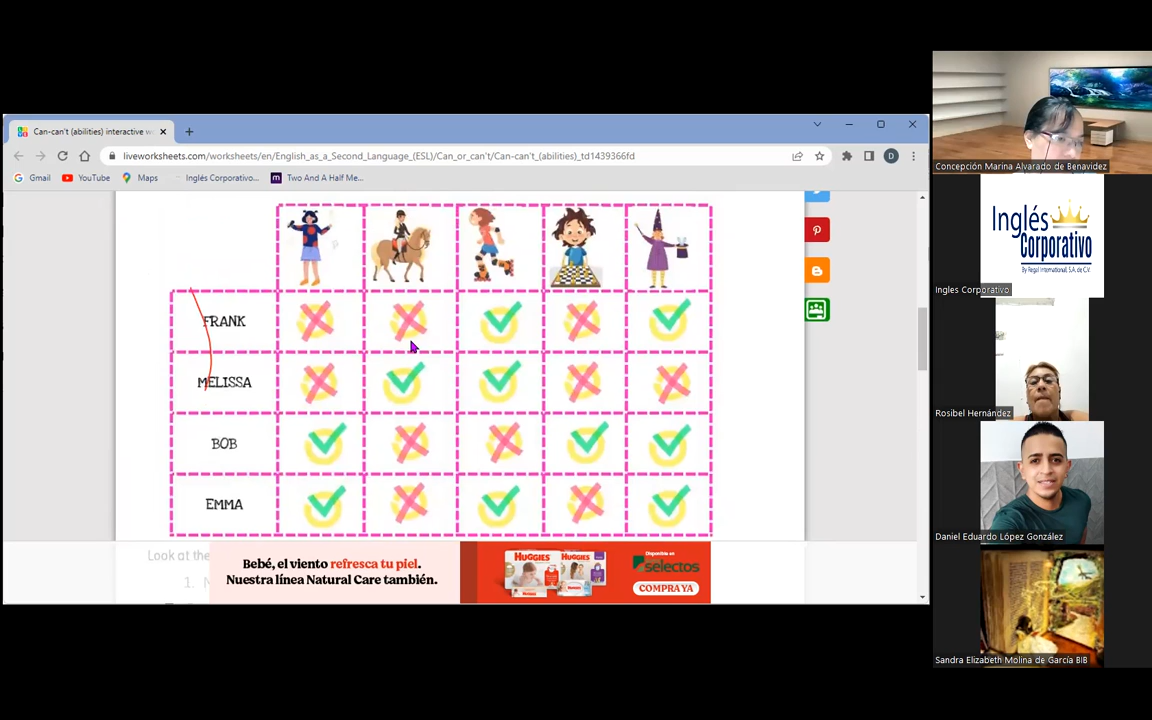 Can-can't (abilities) interactive w
liveworksheets.com/worksheets/en/English_as_a_Second_Language_(ESL)/Can_or_can't/Can-can't_(abilities)_td1439366fd
D
Gmail
YouTube
Maps
Inglés Corporativo...
Two And A Half Me...
FRANK
MELISSA
BOB
EMMA
Look at the
1.
Bebé, el viento refresca tu piel.
Nuestra línea Natural Care también.
HUGGIES
Disponible en
selectos
COMPRA YA
Concepción Marina Alvarado de Benavidez
Inglés
Corporativo
By Regal International, S.A. de C.V.
Ingles Corporativo
Rosibel Hernández
Daniel Eduardo López González
Sandra Elizabeth Molina de García BIB